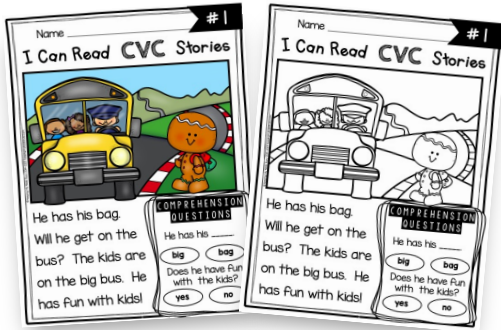 #1
Name
I Can Read CVC Stories
He has his bag.
Will he get on the
bus? The kids are
on the big bus. He
has fun with kids!
COMPREHENSION
QUESTIONS
He has his
big bag
Does he have fun
with the kids?
yes no
#1
Name
I Can Read CVC Stories
He has his bag.
Will he get on the
bus? The kids are
on the big bus. He
has fun with kids!
COMPREHENSION
QUESTIONS
He has his
big bag
Does he have fun
with the kids?
yes no